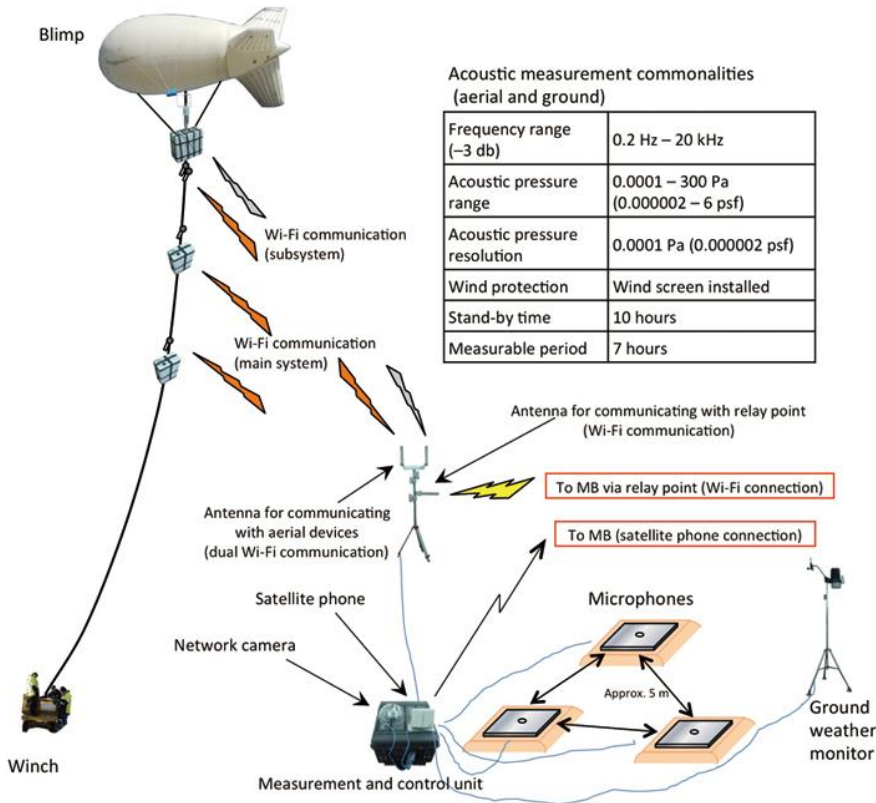 Blimp
Acoustic measurement commonalities
(aerial and ground)
Frequency range
(–3 db)
0.2 Hz – 20 kHz
Acoustic pressure
range
0.0001 – 300 Pa
(0.000002 – 6 psf)
Acoustic pressure
resolution
0.0001 Pa (0.000002 psf)
Wind protection
Wind screen installed
Stand-by time
10 hours
Measurable period
7 hours
Wi-Fi communication
(subsystem)
Wi-Fi communication
(main system)
Antenna for communicating with relay point
(Wi-Fi communication)
To MB via relay point (Wi-Fi connection)
Antenna for communicating
with aerial devices
(dual Wi-Fi communication)
To MB (satellite phone connection)
Satellite phone
Microphones
Network camera
Approx. 5 m
Ground
weather
monitor
Winch
Measurement and control unit